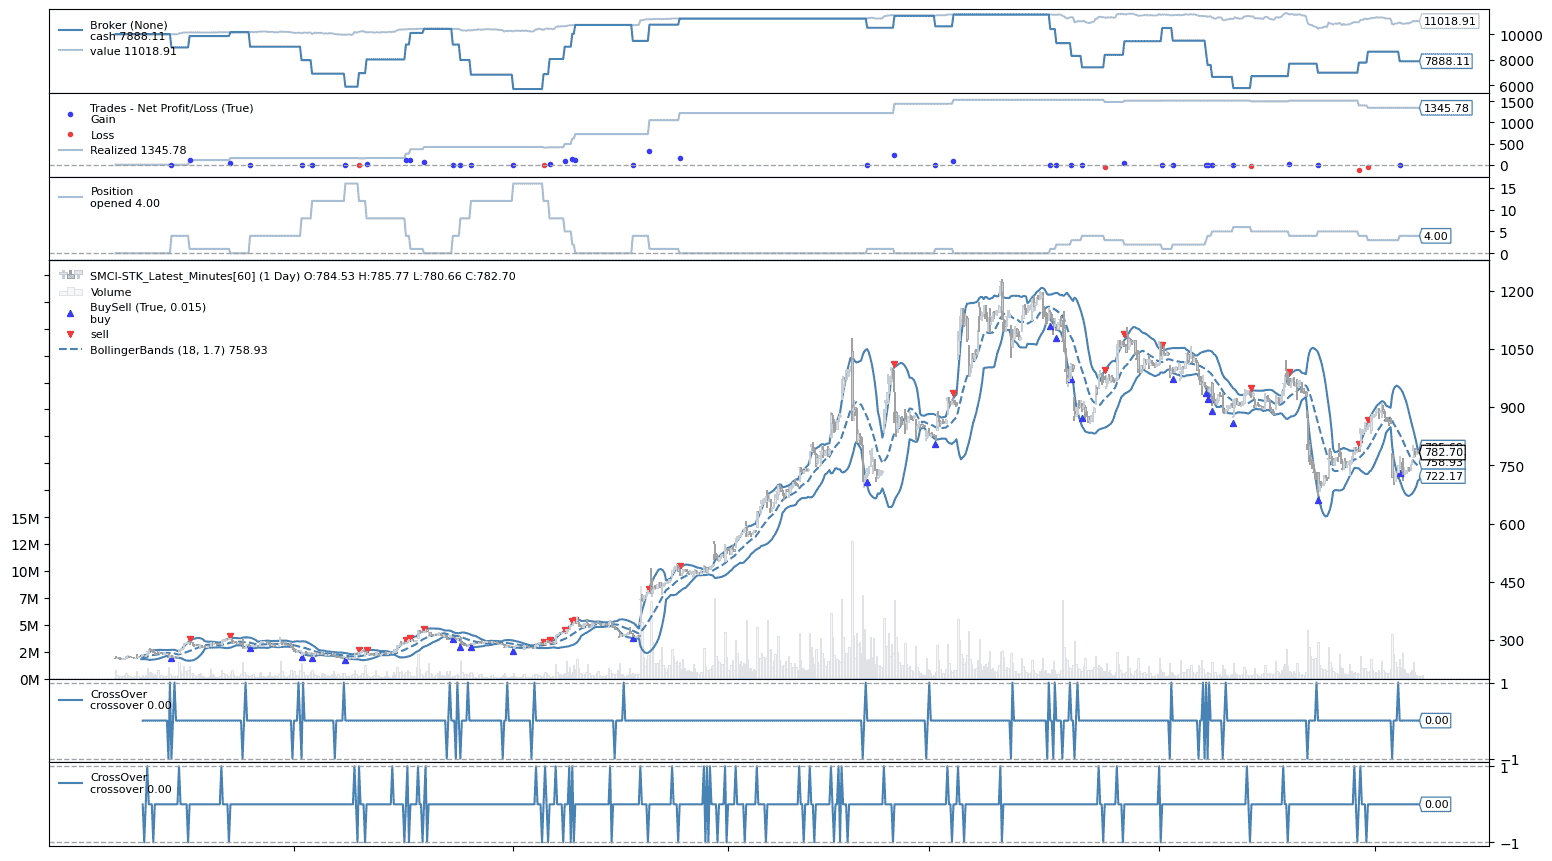 Broker (None)
cash 7888.11
value 11018.91
11018.91
10000
8000
7888.11
6000
Trades - Net Profit/Loss (True)
Gain
Loss
Realized 1345.78
1500
1345.78
1000
500
0
Position
opened 4.00
15
10
5
4.00
0
SMCI-STK_Latest_Minutes[60] (1 Day) O:784.53 H:785.77 L:780.66 C:782.70
Volume
BuySell (True, 0.015)
buy
sell
BollingerBands (18, 1.7) 758.93
1200
1050
900
782.70
758.93
750
722.17
600
450
300
15M
12M
10M
7M
5M
2M
0M
CrossOver
crossover 0.00
1
0.00
−1
CrossOver
crossover 0.00
1
0.00
−1